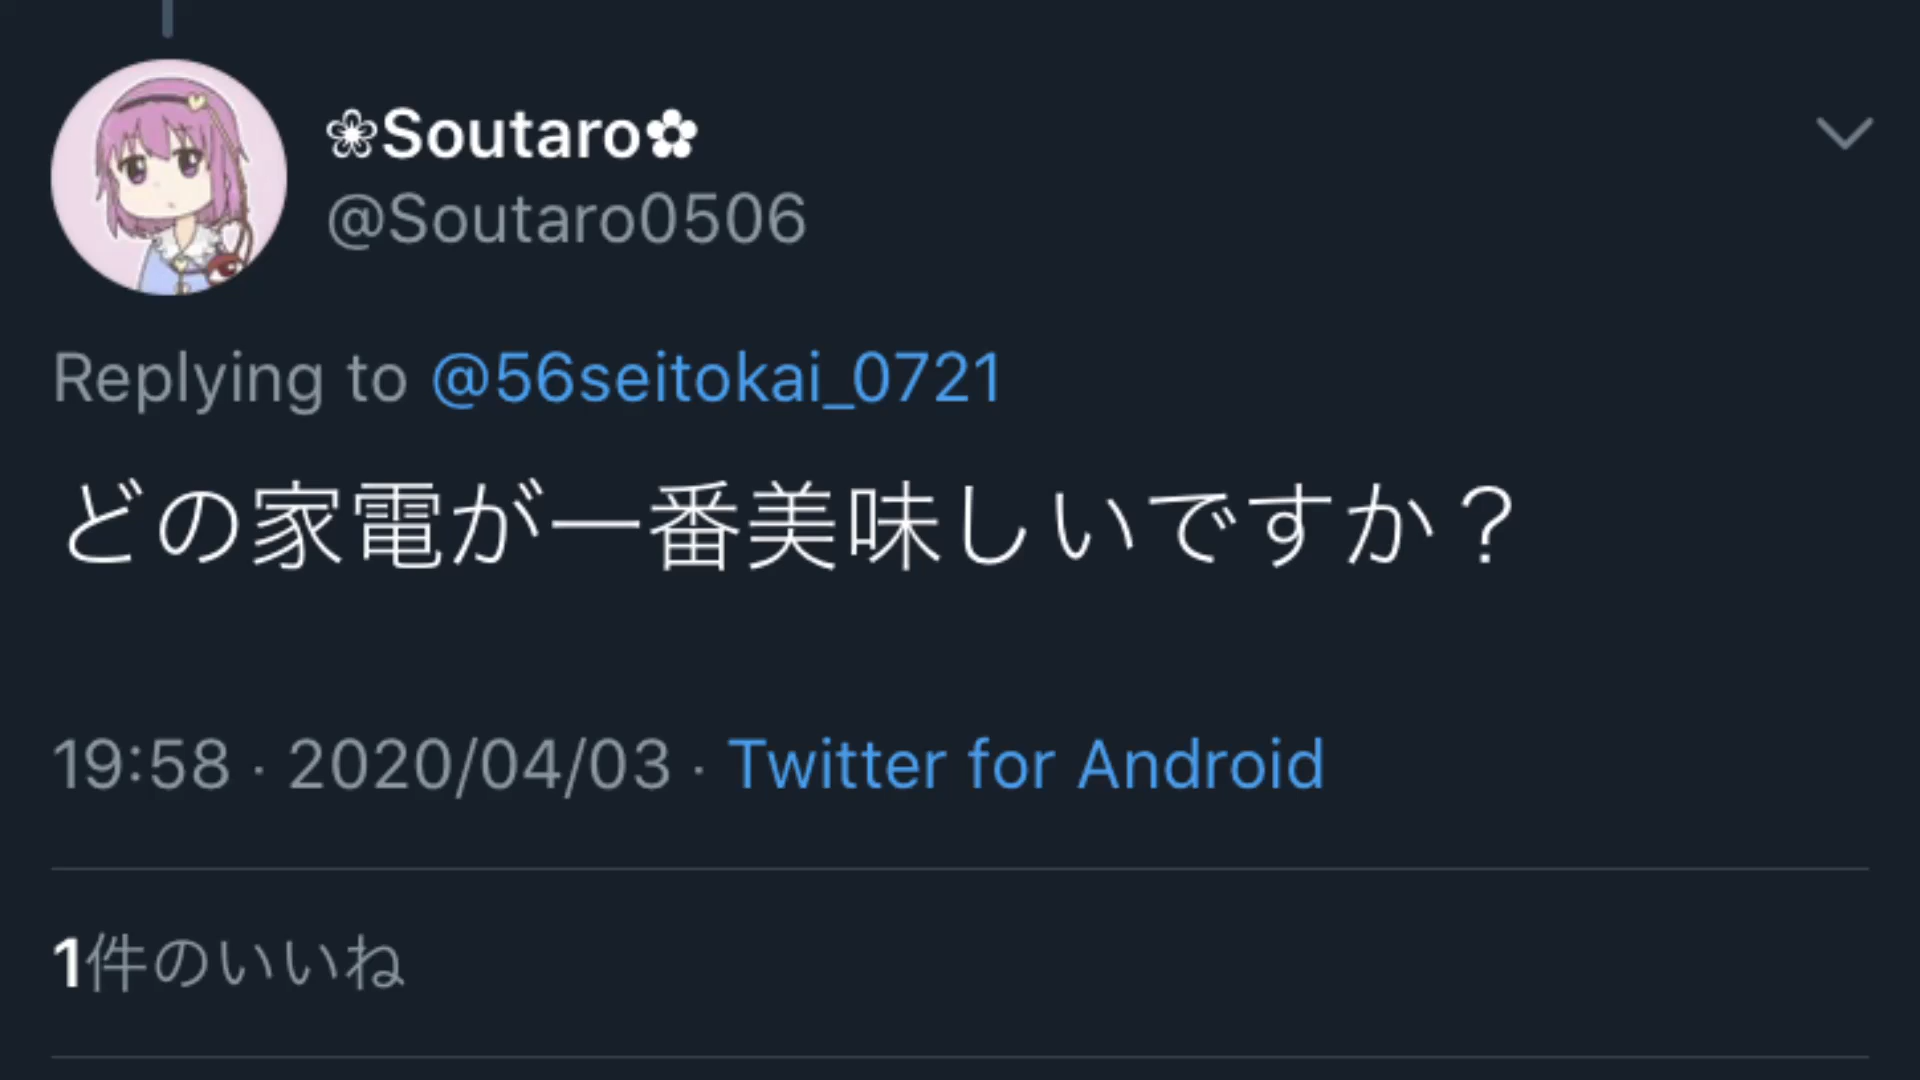 ❀Soutaro✿
@Soutaro0506
Replying to @56seitokai_0721
どの家電が一番美味しいですか？
19:58 · 2020/04/03 · Twitter for Android
1件のいいね